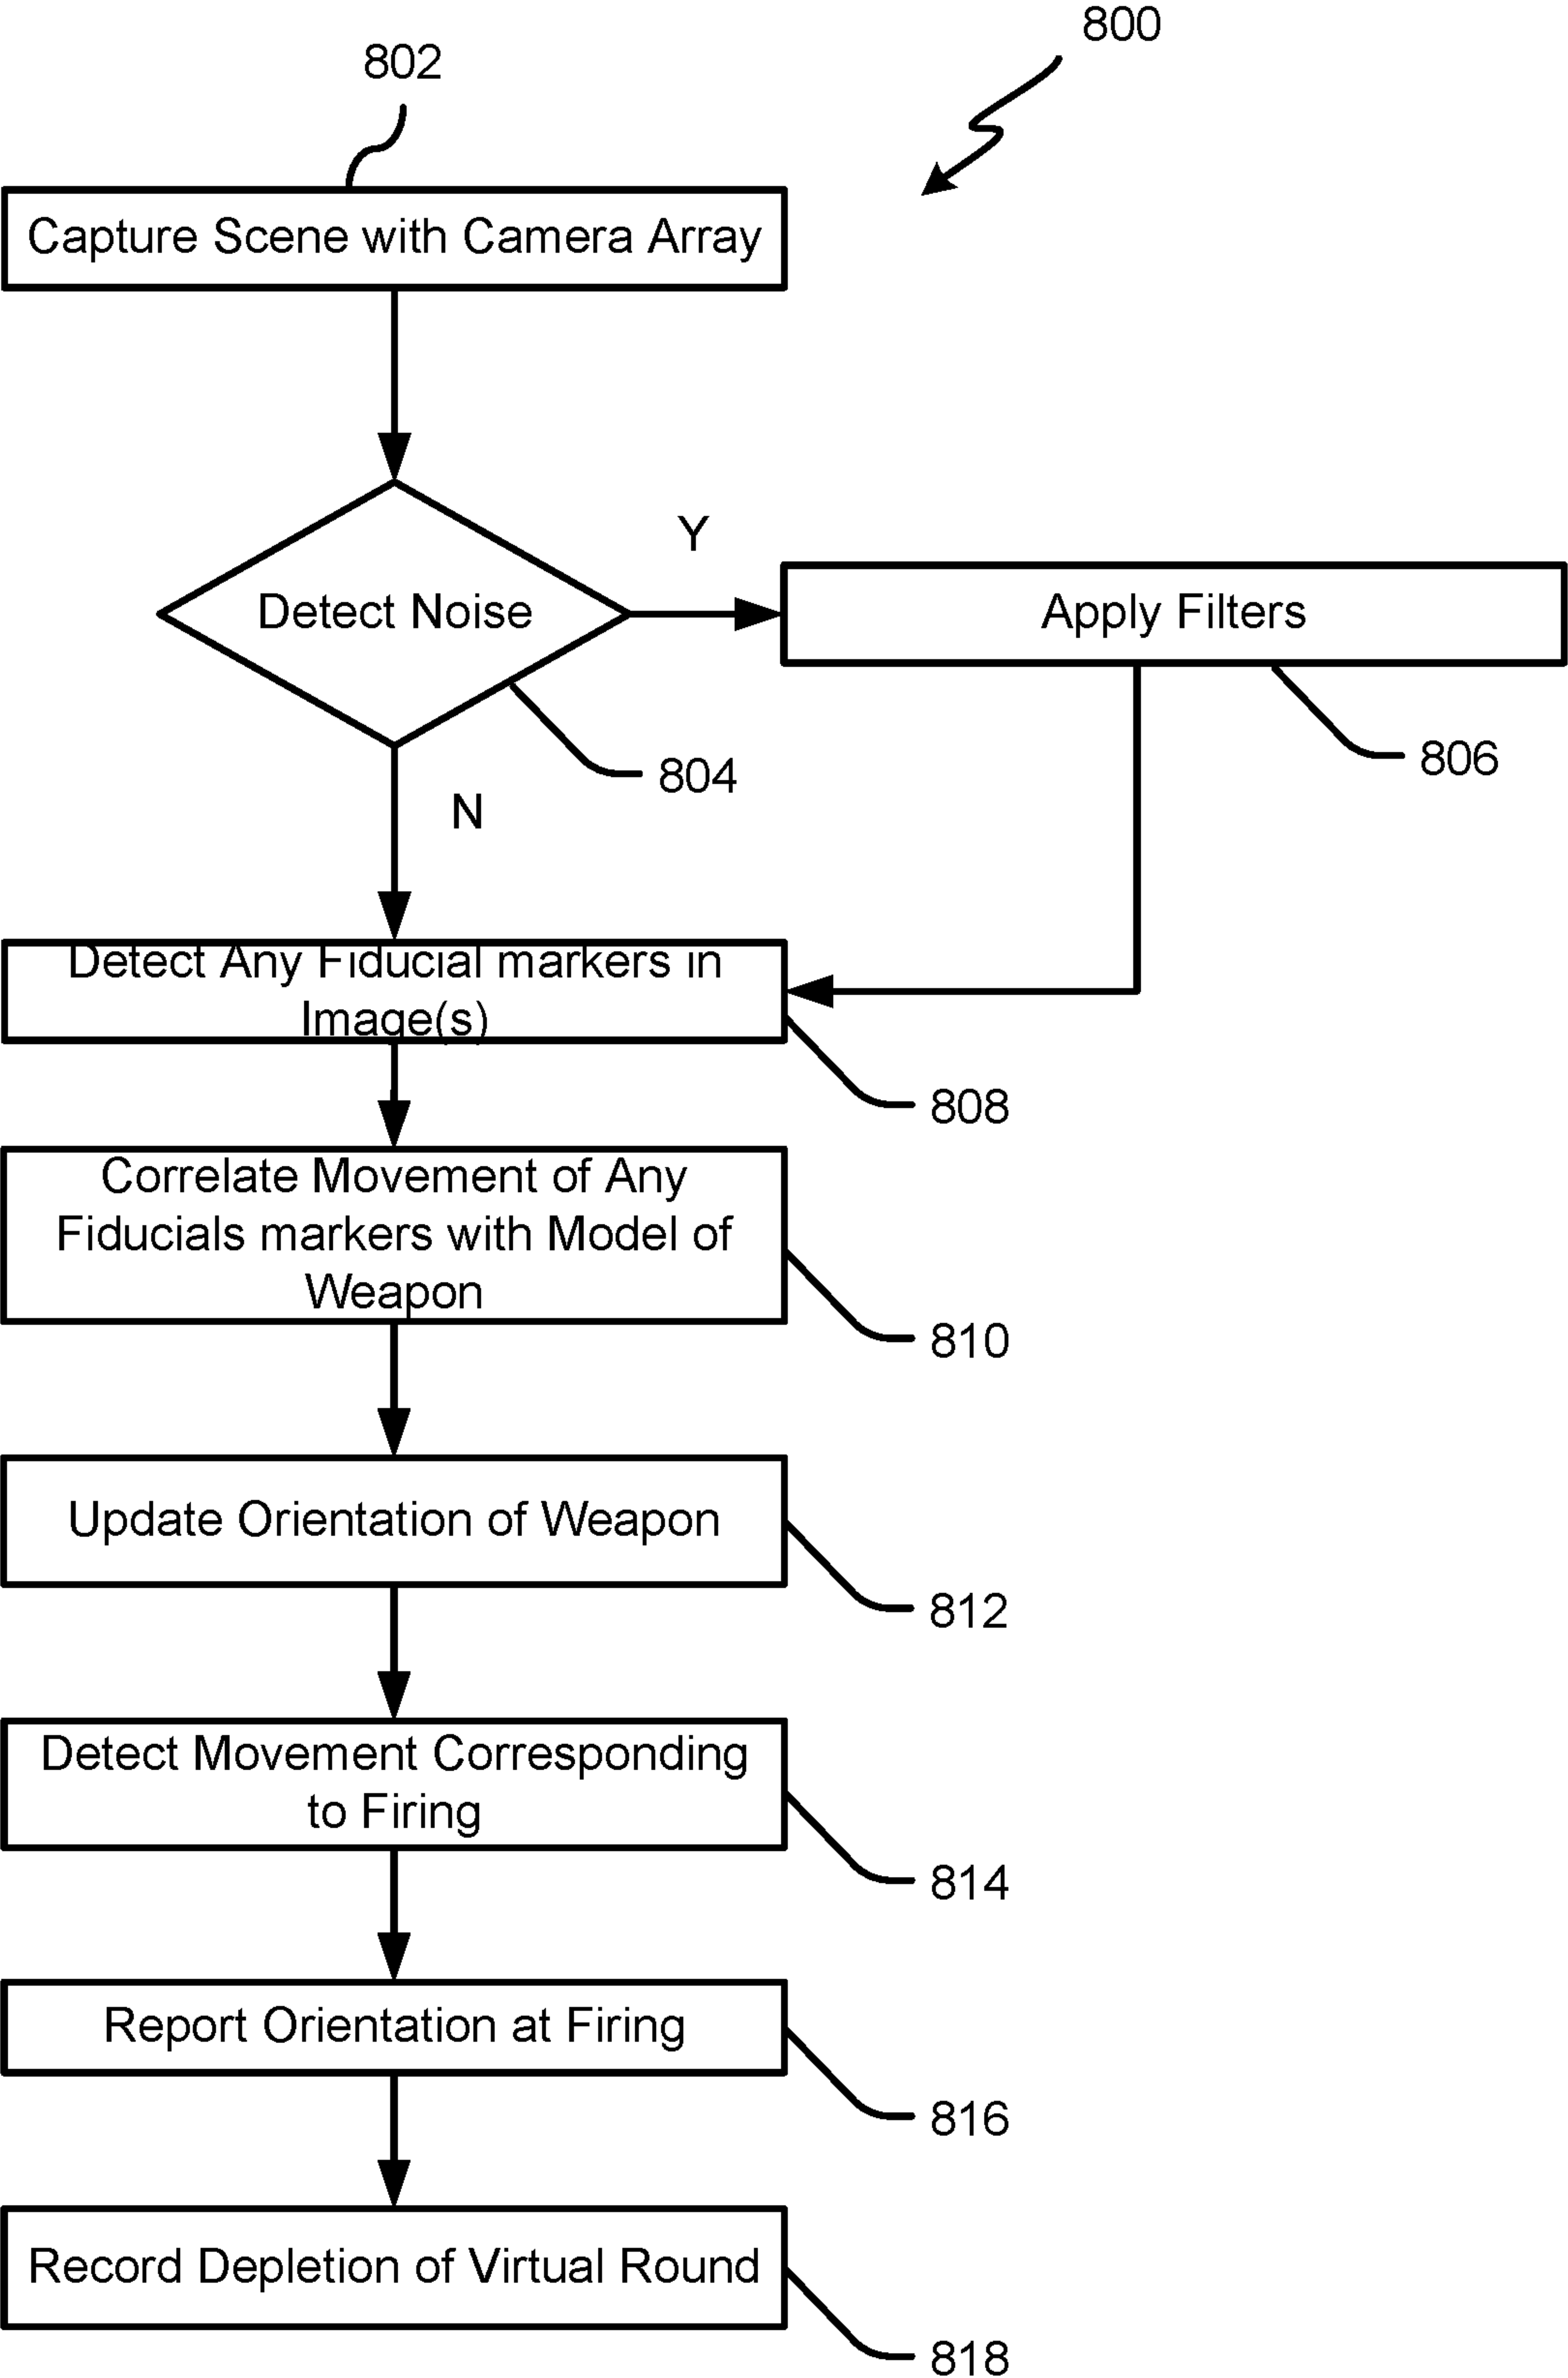 800
802
Capture Scene with Camera Array
Detect Noise
Y
Apply Filters
804
806
N
Detect Any Fiducial markers in
Image(s)
808
Correlate Movement of Any
Fiducials markers with Model of
Weapon
810
Update Orientation of Weapon
812
Detect Movement Corresponding
to Firing
814
Report Orientation at Firing
816
Record Depletion of Virtual Round
818